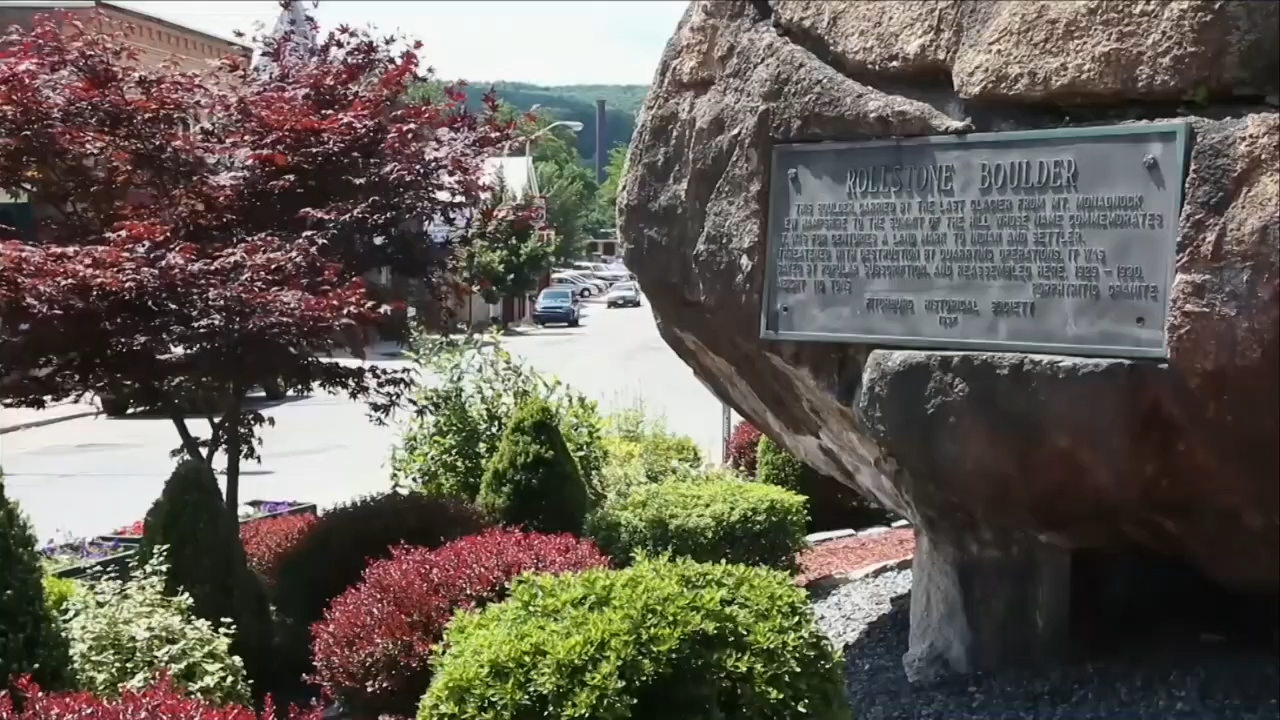 ROLLSTONE BOULDER
THIS BOULDER CARRIED BY THE LAST GLACIER FROM MT. MONADNOCK
NEW HAMPSHIRE TO THE SUMMIT OF THE HILL WHOSE NAME COMMEMORATES
IT, WAS FOR CENTURIES A LAND MARK TO INDIAN AND SETTLER.
THREATENED WITH DESTRUCTION BY QUARRYING OPERATIONS, IT WAS
SAVED BY POPULAR SUBSCRIPTION, AND REASSEMBLED HERE, 1929 – 1930.
WEIGHT TONS PORPHYRITIC GRANITE
FITCHBURG HISTORICAL SOCIETY